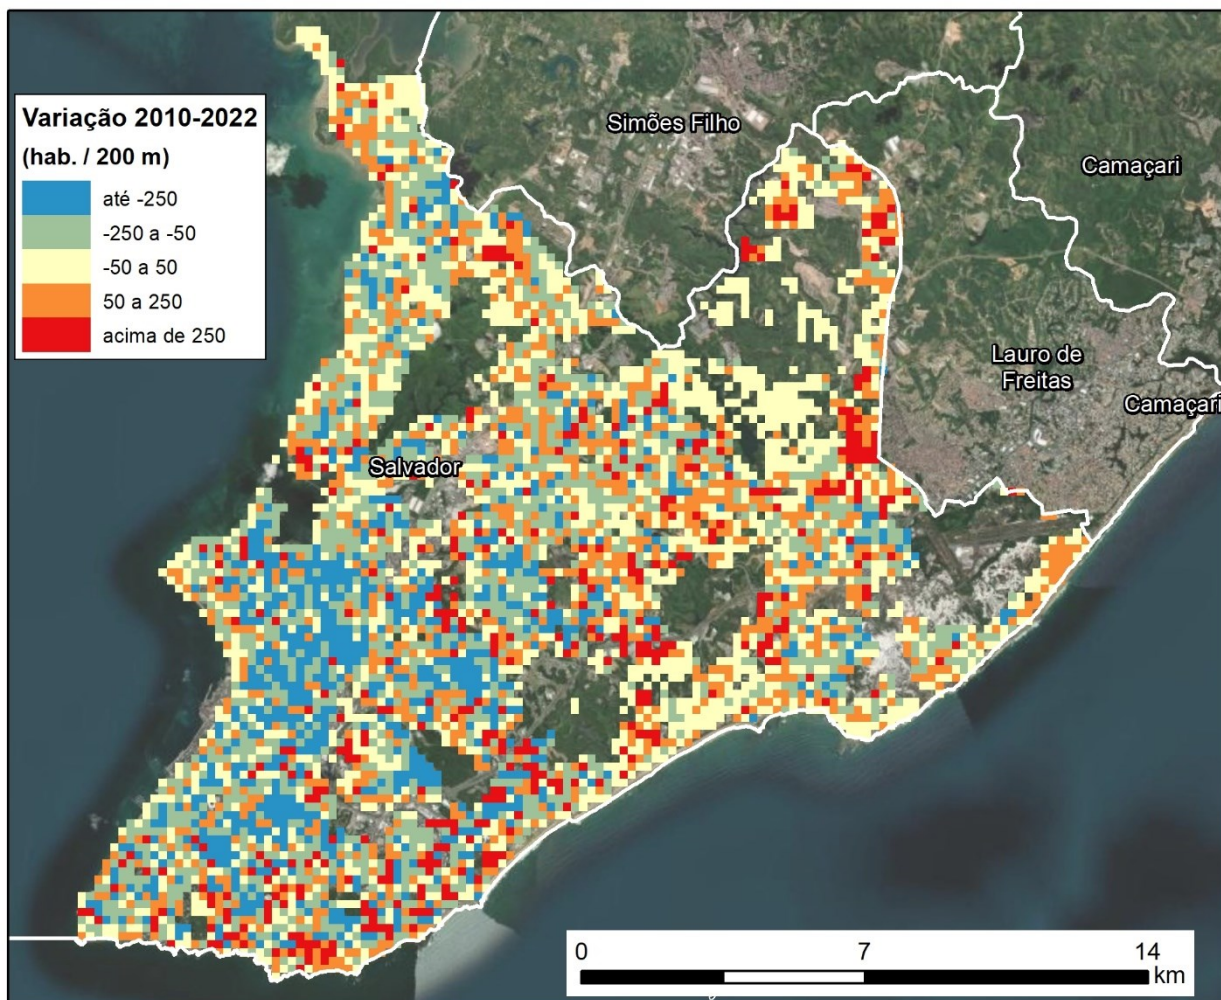 Variação 2010-2022
(hab. / 200 m)
até -250
-250 a -50
-50 a 50
50 a 250
acima de 250
Simões Filho
Camaçari
Lauro de
Freitas
Camaçari
Salvador
0 7 14
km